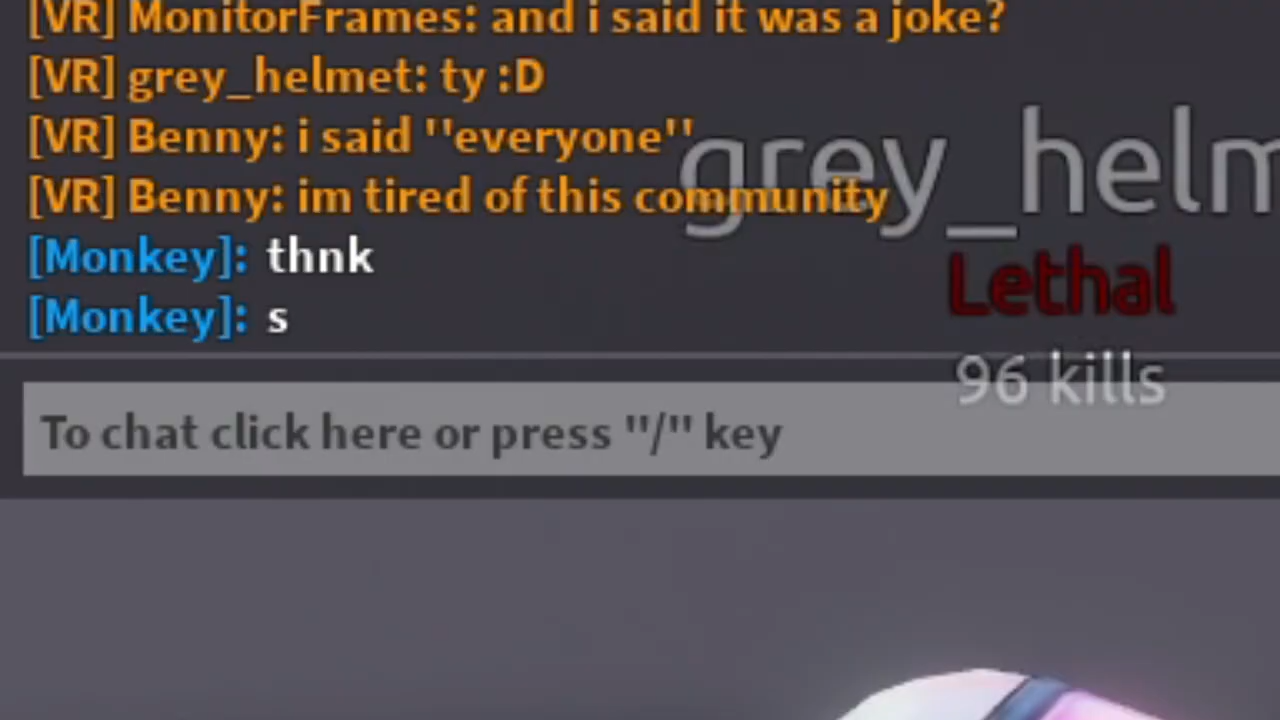 [VR] MonitorFrames: and i said it was a joke?
[VR] grey_helmet: ty :D
[VR] Benny: i said ''everyone''
[VR] Benny: im tired of this community
grey_helm
[Monkey]: thnk
Lethal
[Monkey]: s
96 kills
To chat click here or press "/" key